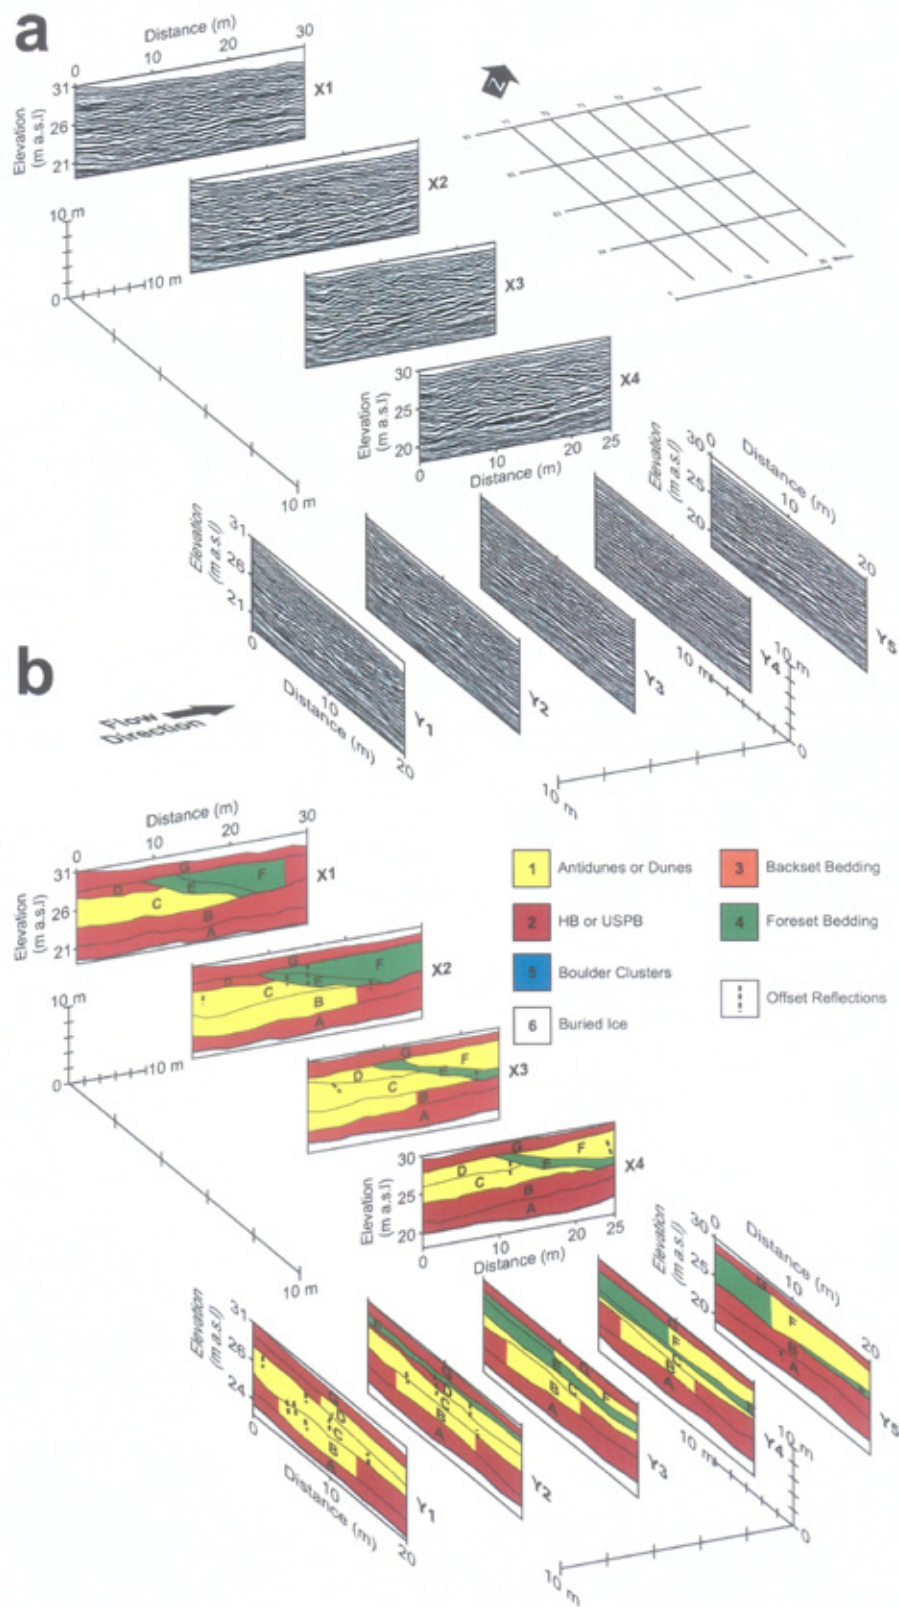 a
Distance (m)
0 10 20 30
31
26
21
Elevation
(m a.s.l)
X1
N
X2
10 m
0
10 m
10 m
X3
30
25
20
Elevation
(m a.s.l)
X4
0 10 20 25
Distance (m)
Elevation
(m a.s.l)
30
25
20
0
Distance (m)
10
20
Y5
Elevation
(m a.s.l)
31
26
21
0
Distance (m)
10
20
Y1
Y2
Y3
Y4
10 m
10 m
0
10 m
b
Flow
Direction
Distance (m)
0 10 20 30
31
26
21
Elevation
(m a.s.l)
G
D
E
F
C
B
A
X1
1 Antidunes or Dunes
2 HB or USPB
5 Boulder Clusters
6 Buried Ice
3 Backset Bedding
4 Foreset Bedding
Offset Reflections
G
D
C
E
F
B
A
X2
10 m
0
10 m
10 m
G
D
C
E
F
B
A
X3
30
25
20
Elevation
(m a.s.l)
G
D
C
E
F
B
A
X4
0 10 20 25
Distance (m)
Elevation
(m a.s.l)
30
25
20
0
Distance (m)
10
20
G
F
E
B
A
Y5
Elevation
(m a.s.l)
31
26
24
0
Distance (m)
10
20
D
C
B
A
Y1
G
D
C
B
A
Y2
G
E
F
C
B
A
Y3
G
F
E
B
A
Y4
10 m
10 m
0
10 m